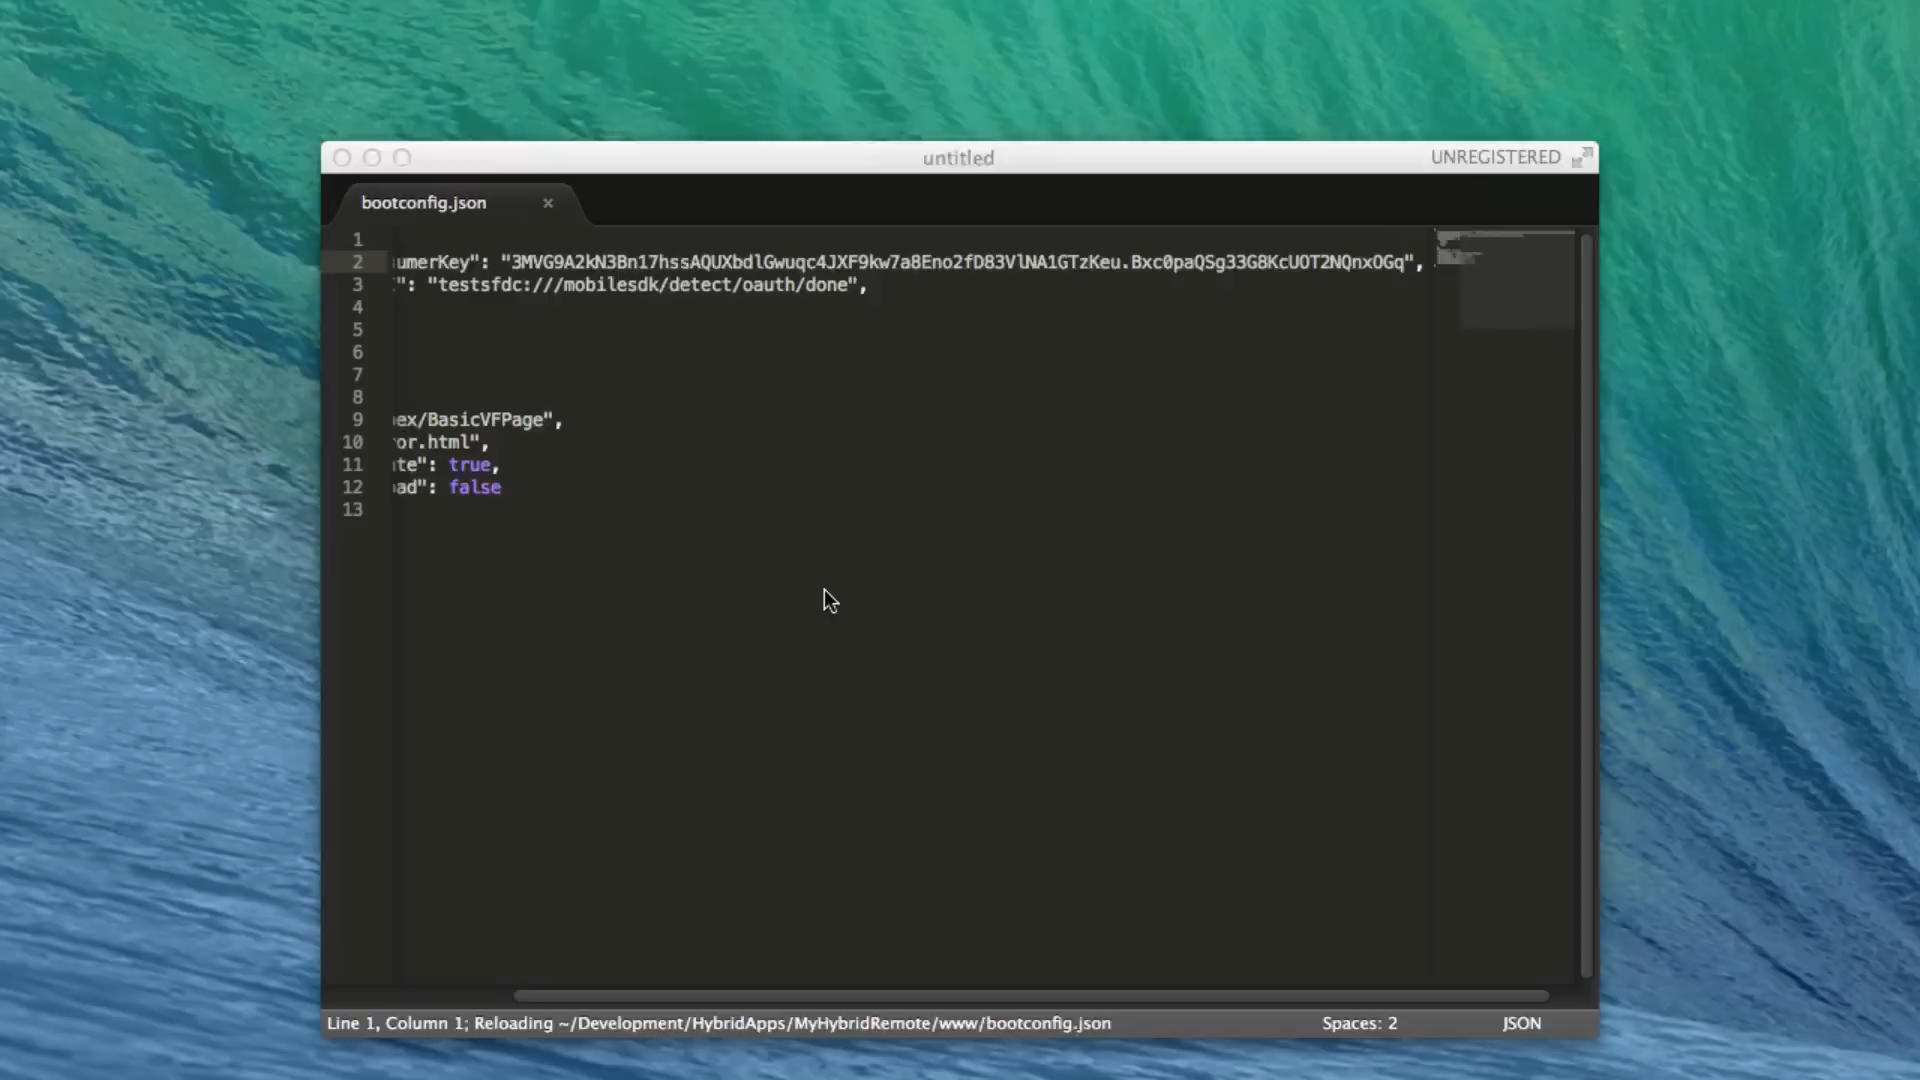 untitled
UNREGISTERED
bootconfig.json
1
2 umerKey": "3MVG9A2kN3Bn17hssAQUXbdlGwuqc4JXF9kw7a8Eno2fD83VlNA1GTzKeu.Bxc0paQSg33G8KcUOT2NQnxOGq",
3 ": "testsfdc:///mobilesdk/detect/oauth/done",
4
5
6
7
8
9 ex/BasicVFPage",
10 or.html",
11 te": true,
12 ad": false
13
Line 1, Column 1; Reloading ~/Development/HybridApps/MyHybridRemote/www/bootconfig.json
Spaces: 2
JSON